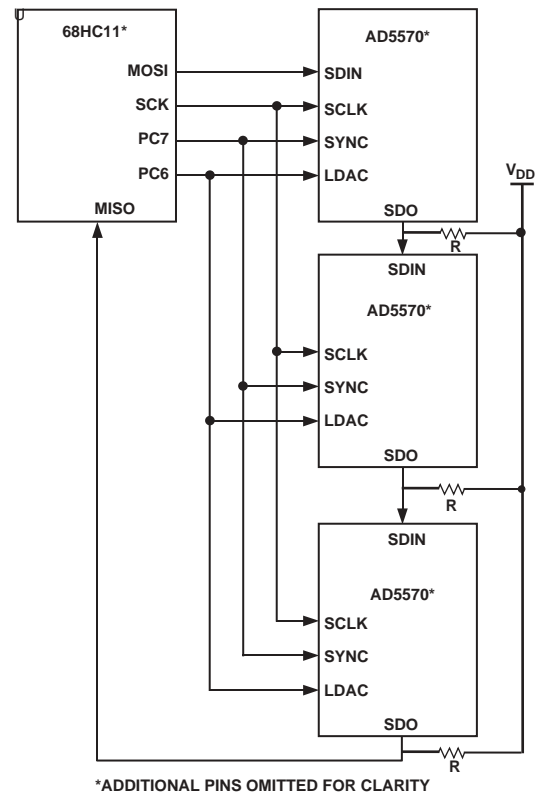 68HC11*
MOSI
SCK
PC7
PC6
MISO
AD5570*
SDIN
SCLK
SYNC
LDAC
SDO
R
VDD
SDIN
AD5570*
SCLK
SYNC
LDAC
SDO
R
SDIN
AD5570*
SCLK
SYNC
LDAC
SDO
R
*ADDITIONAL PINS OMITTED FOR CLARITY